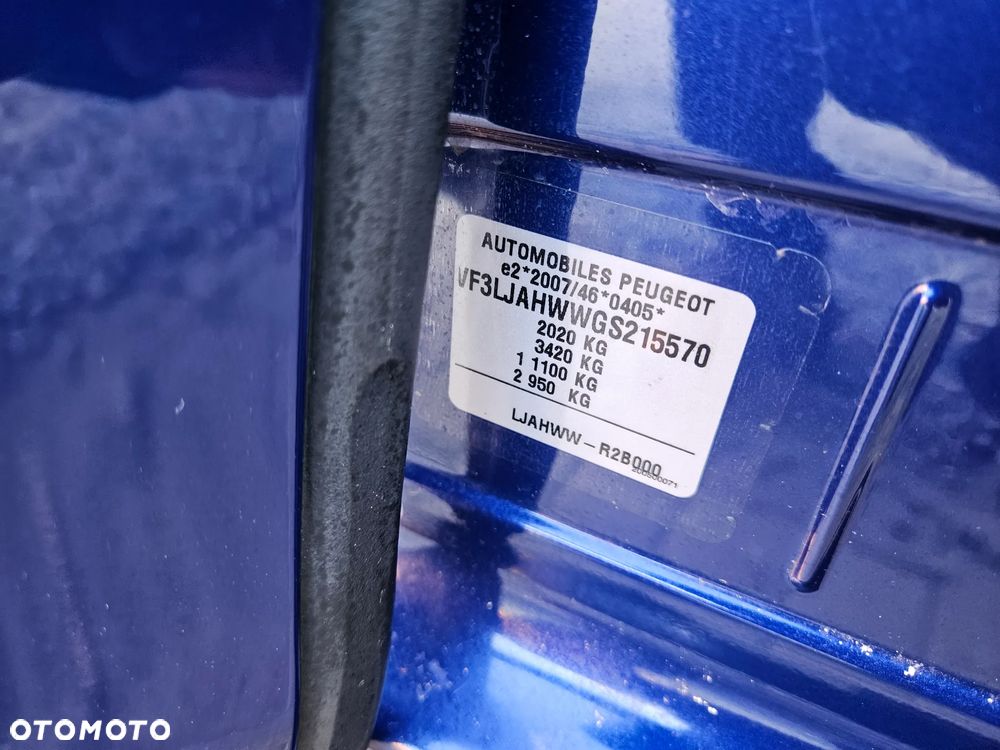 AUTOMOBILES PEUGEOT
e2*2007/46*0405*
VF3LJAHWWGS215570
2020 KG
3420 KG
1 1100 KG
2 950 KG
LJAHWW-R2B000
OTOMOTO